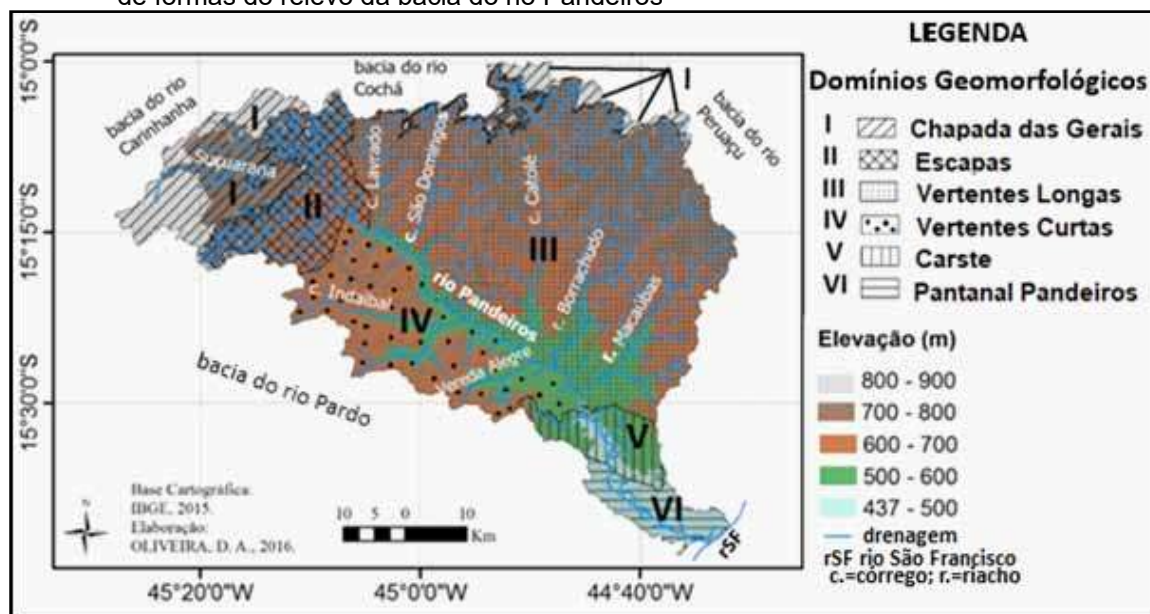 de formas do relevo da bacia do rio Pandeiros
LEGENDA
Domínios Geomorfológicos
I Chapada das Gerais
II Escapas
III Vertentes Longas
IV Vertentes Curtas
V Carste
VI Pantanal Pandeiros
Elevação (m)
800 - 900
700 - 800
600 - 700
500 - 600
437 - 500
drenagem
rSF rio São Francisco
c.=córrego; r.=riacho
15°0'0"S
15°15'0"S
15°30'0"S
bacia do rio
Carinhanha
bacia do rio
Cochá
bacia do rio
Peruaçu
bacia do rio Pardo
I
I
I
II
III
IV
V
VI
Suçuarana
c. Lavrado
c. São Domingos
c. Catolé
r. Borrachudo
r. Macaúbas
rio Pandeiros
c. Indaibal
Alegre
rSF
N
Base Cartográfica:
IBGE, 2015.
Elaboração:
OLIVEIRA, D. A., 2016.
10 5 0 10
Km
45°20'0"W
45°0'0"W
44°40'0"W